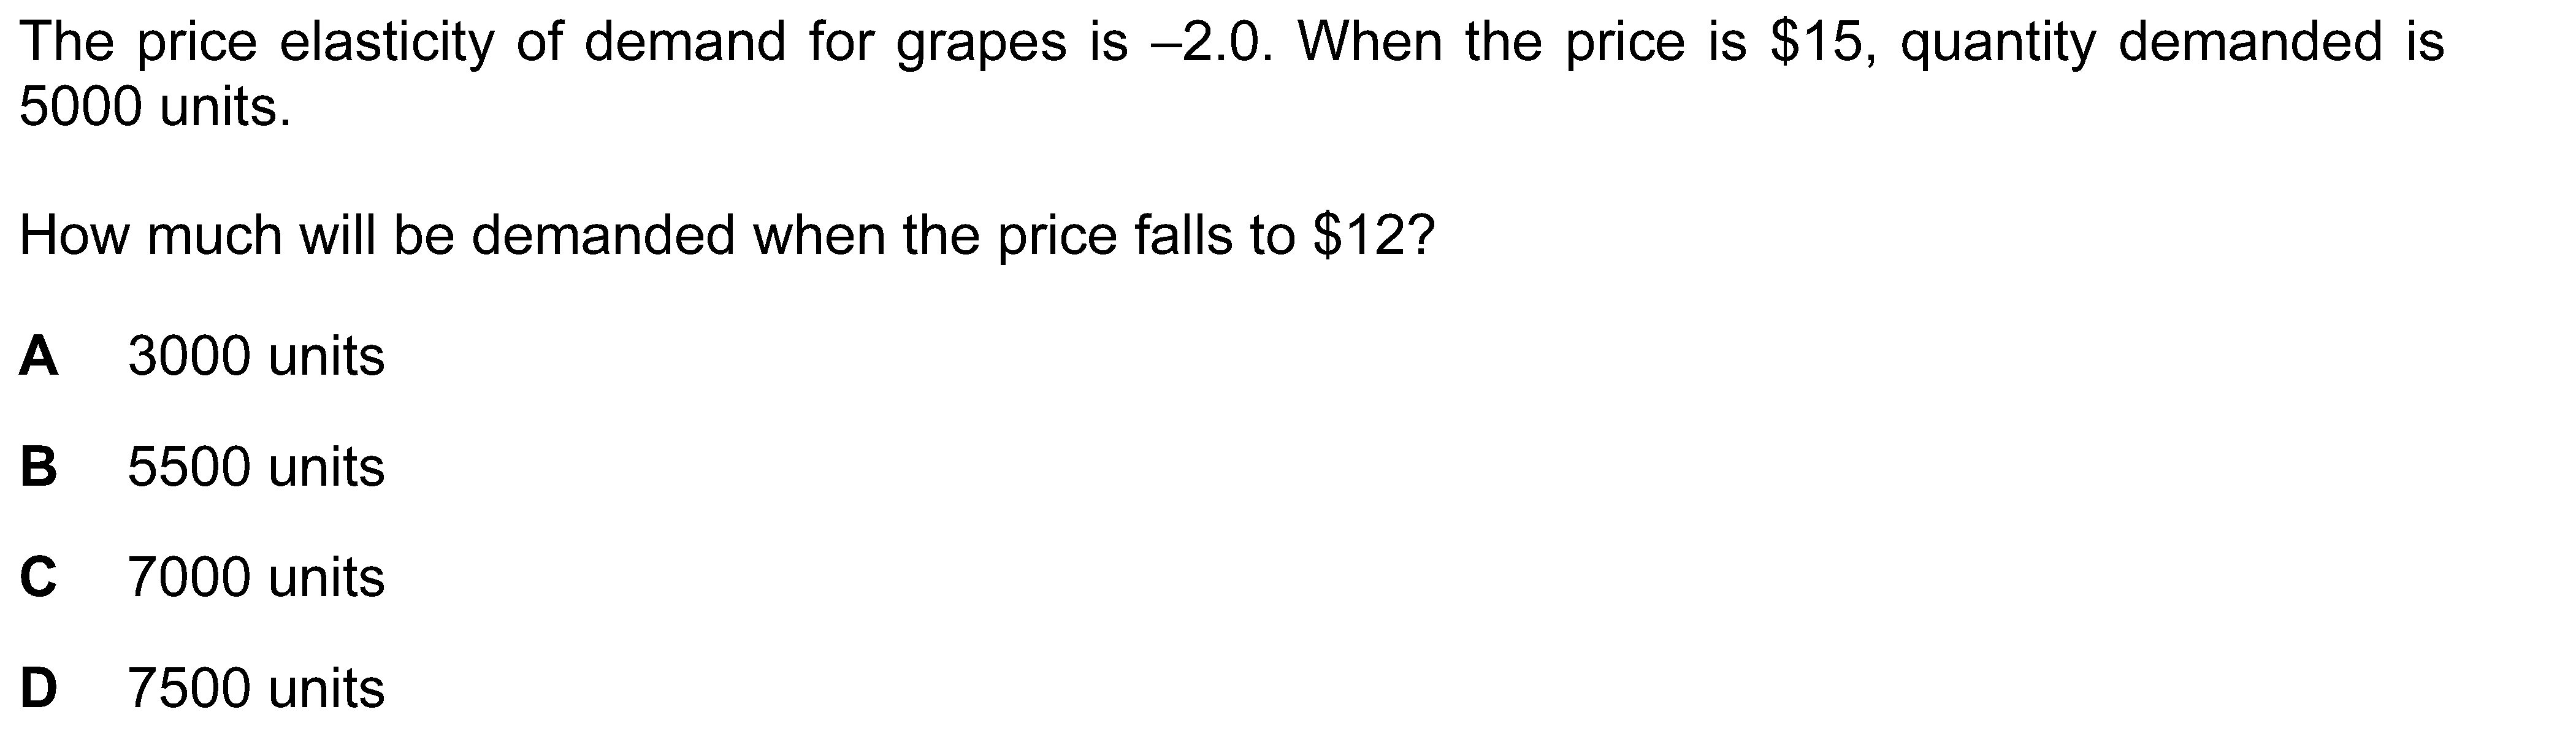 The price elasticity of demand for grapes is –2.0. When the price is $15, quantity demanded is
5000 units.
How much will be demanded when the price falls to $12?
A 3000 units
B 5500 units
C 7000 units
D 7500 units